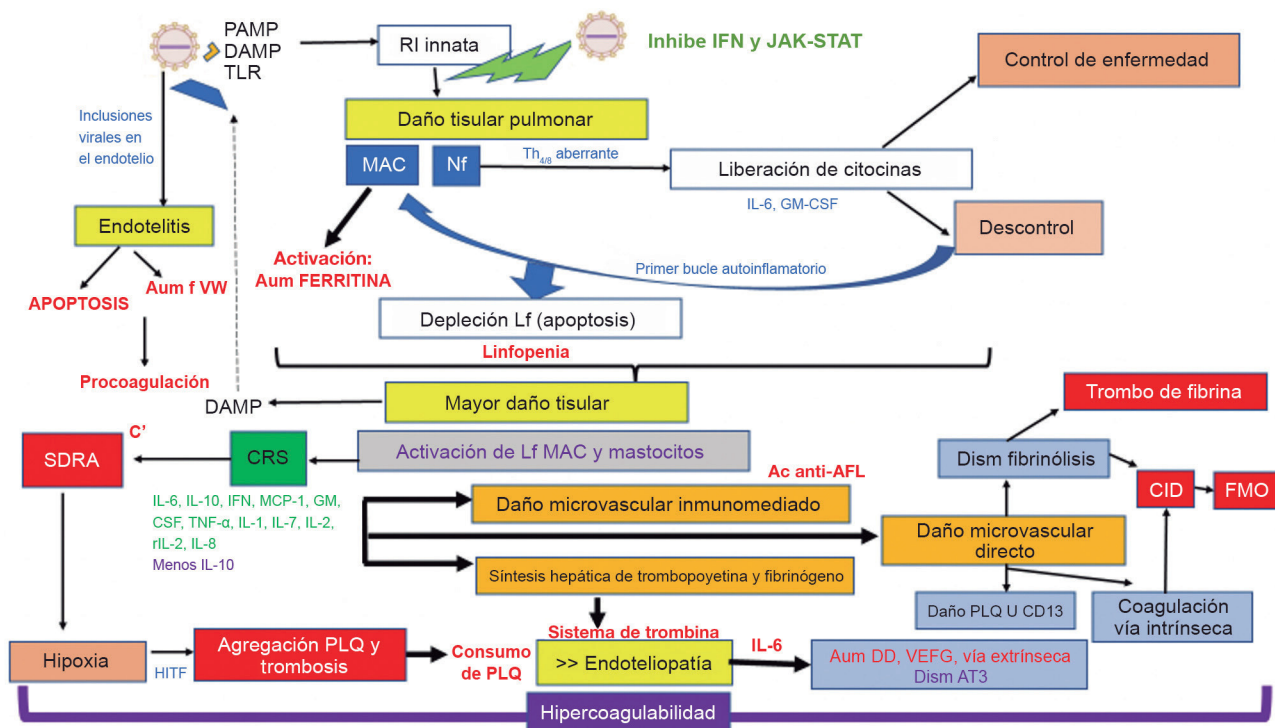 PAMP
DAMP
TLR
RI innata
Inhibe IFN y JAK-STAT
Control de enfermedad
Inclusiones
virales en
el endotelio
Daño tisular pulmonar
MAC
Nf
Th4/8 aberrante
Liberación de citocinas
IL-6, GM-CSF
Endotelitis
Descontrol
Activación:
Aum FERRITINA
Primer bucle autoinflamatorio
Aum f VW
APOPTOSIS
Depleción Lf (apoptosis)
Linfopenia
Procoagulación
DAMP
Mayor daño tisular
Trombo de fibrina
C'
SDRA
CRS
Activación de Lf MAC y mastocitos
Dism fibrinólisis
Ac anti-AFL
CID
FMO
IL-6, IL-10, IFN, MCP-1, GM,
CSF, TNF-α, IL-1, IL-7, IL-2,
rIL-2, IL-8
Menos IL-10
Daño microvascular inmunomediado
Daño microvascular
directo
Síntesis hepática de trombopoyetina y fibrinógeno
Daño PLQ U CD13
Coagulación
vía intrínseca
Hipoxia
HITF
Agregación PLQ y
trombosis
Consumo
de PLQ
Sistema de trombina
>> Endoteliopatía
IL-6
Aum DD, VEFG, vía extrínseca
Dism AT3
Hipercoagulabilidad